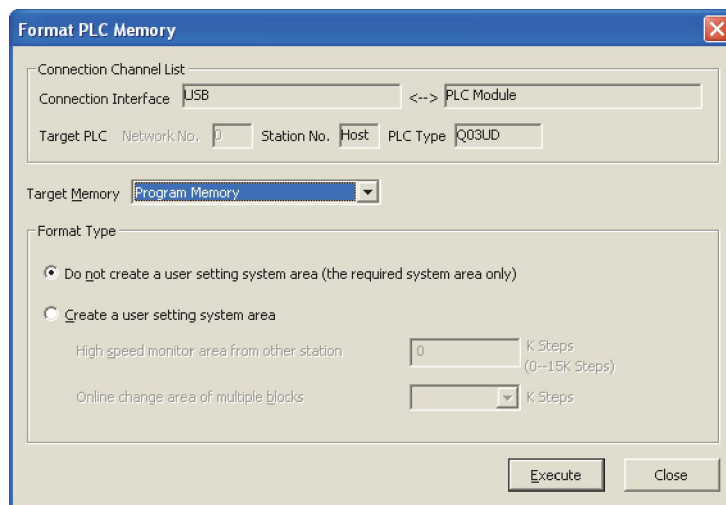 Format PLC Memory
Connection Channel List
Connection Interface USB <--> PLC Module
Target PLC Network No. 0 Station No. Host PLC Type Q03UD
Target Memory Program Memory
Format Type
Do not create a user setting system area (the required system area only)
Create a user setting system area
High speed monitor area from other station 0 K Steps
(0--15K Steps)
Online change area of multiple blocks K Steps
Execute Close